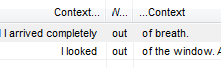 Context... W... ...Context
I arrived completely out of breath.
I looked out of the window. A